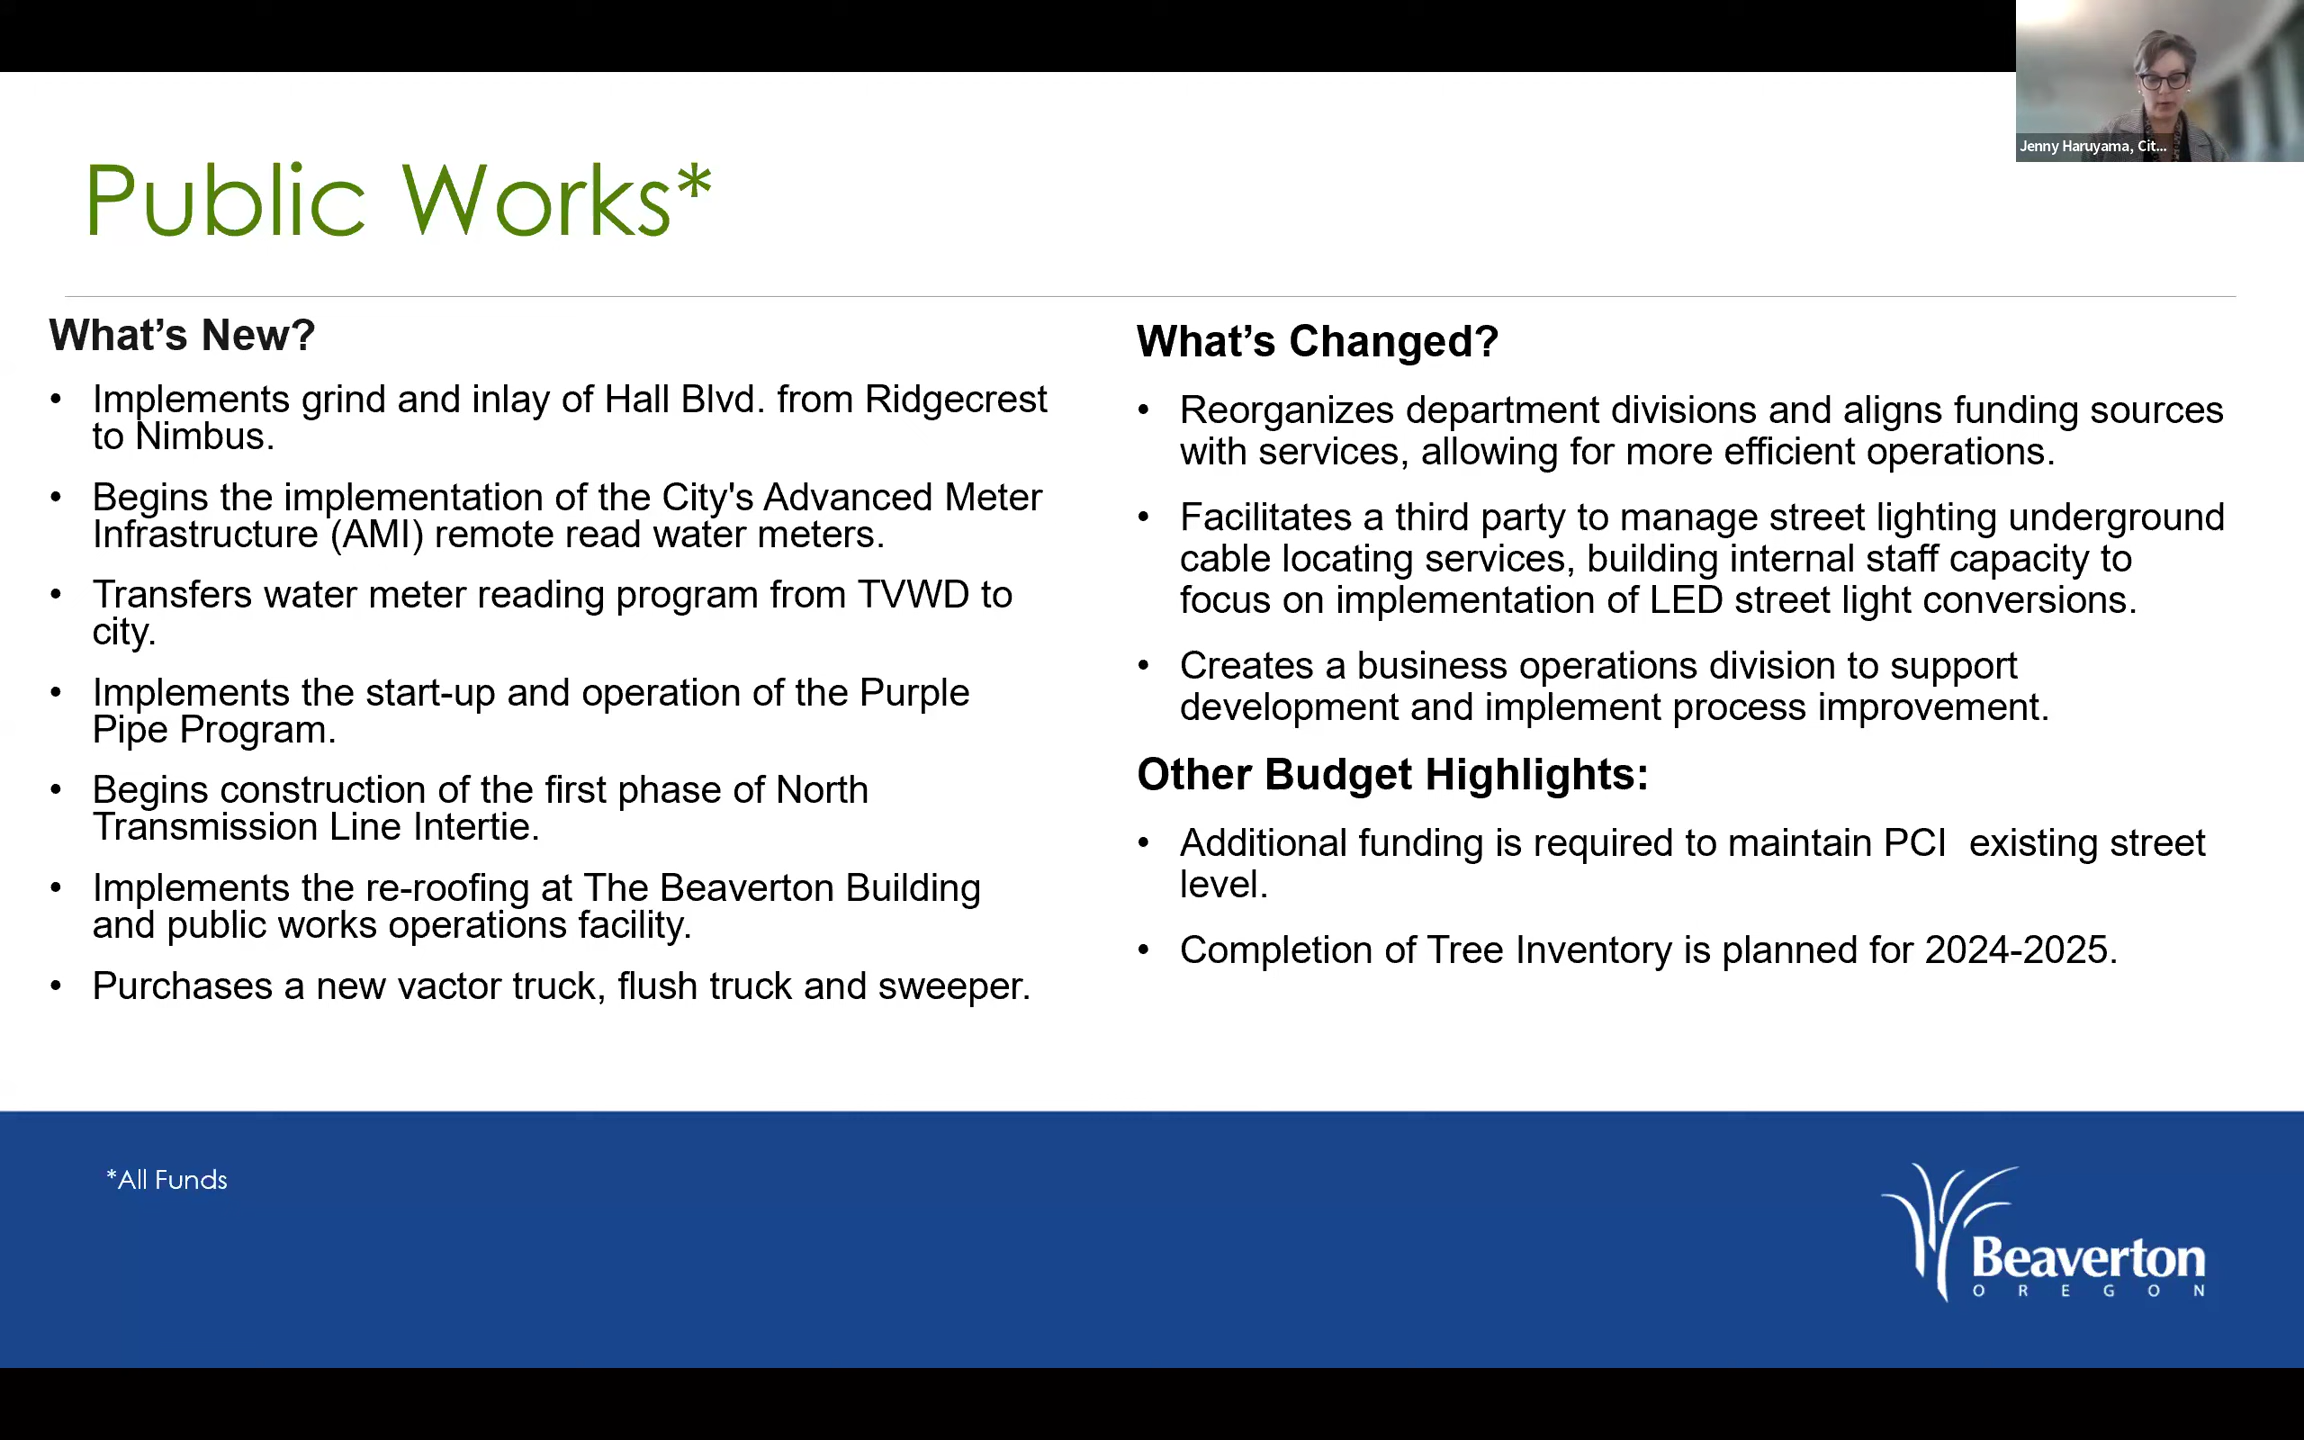 Jenny Haruyama, Cit...
Public Works*
What's New?
• Implements grind and inlay of Hall Blvd. from Ridgecrest
to Nimbus.
• Begins the implementation of the City's Advanced Meter
Infrastructure (AMI) remote read water meters.
• Transfers water meter reading program from TVWD to
city.
• Implements the start-up and operation of the Purple
Pipe Program.
• Begins construction of the first phase of North
Transmission Line Intertie.
• Implements the re-roofing at The Beaverton Building
and public works operations facility.
• Purchases a new vactor truck, flush truck and sweeper.
What's Changed?
• Reorganizes department divisions and aligns funding sources
with services, allowing for more efficient operations.
• Facilitates a third party to manage street lighting underground
cable locating services, building internal staff capacity to
focus on implementation of LED street light conversions.
• Creates a business operations division to support
development and implement process improvement.
Other Budget Highlights:
• Additional funding is required to maintain PCI  existing street
level.
• Completion of Tree Inventory is planned for 2024-2025.
*All Funds
Beaverton
OREGON